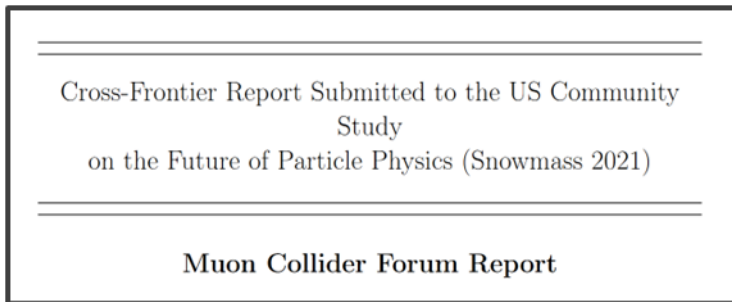 Cross-Frontier Report Submitted to the US Community
Study
on the Future of Particle Physics (Snowmass 2021)
Muon Collider Forum Report